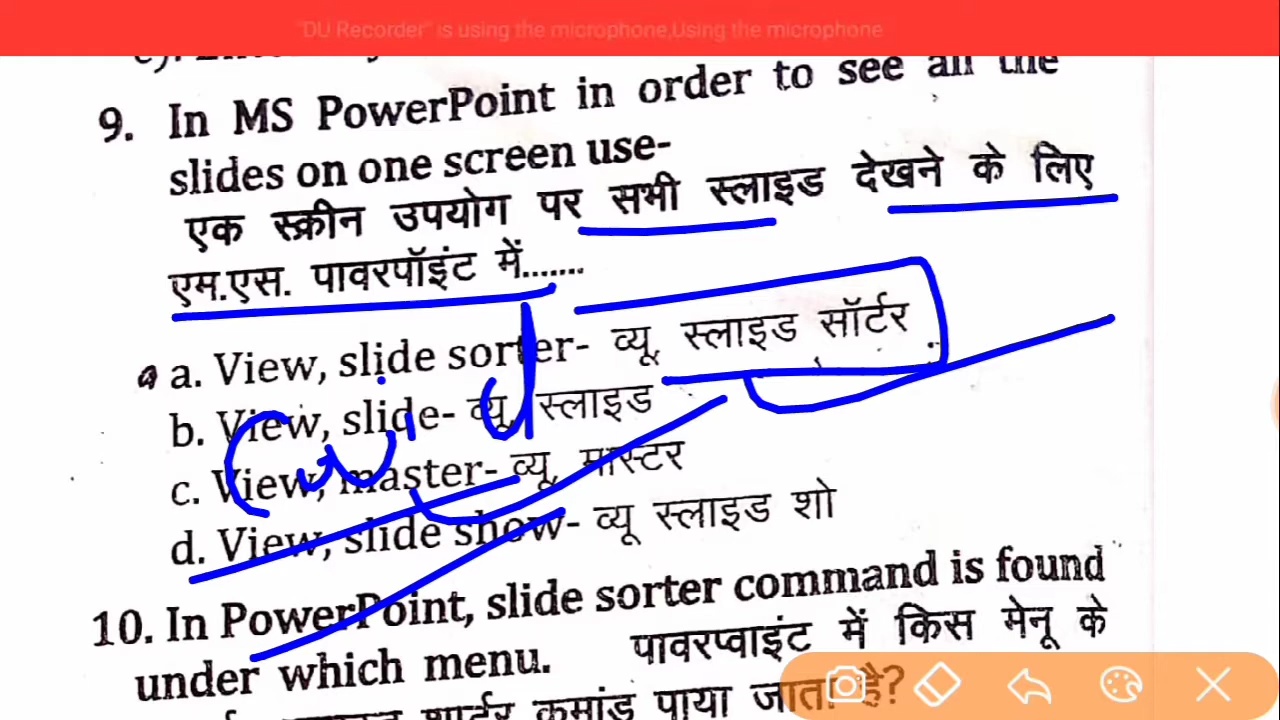 "DU Recorder" is using the microphone,Using the microphone
9. In MS PowerPoint in order to see all the
slides on one screen use-
एक स्क्रीन उपयोग पर सभी स्लाइड देखने के लिए
एम.एस. पावरपॉइंट में.......
a. View, slide sorter- व्यू, स्लाइड सॉर्टर
b. View, slide- व्यू, स्लाइड
c. View, master- व्यू, मास्टर
d. View, slide show- व्यू स्लाइड शो
10. In PowerPoint, slide sorter command is found
under which menu. पावरप्वाइंट में किस मेनू के
कमांड पाया जाता है?